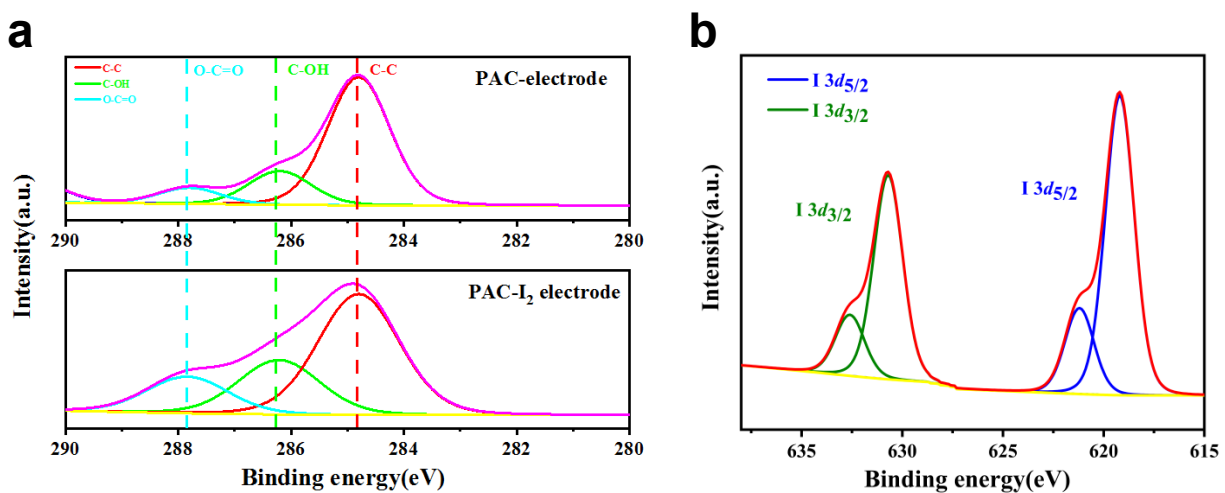 a
C-C
C-OH
O-C=O
O-C=O
C-OH
C-C
PAC-electrode
290 288 286 284 282 280
PAC-I₂ electrode
290 288 286 284 282 280
Intensity(a.u.)
Binding energy(eV)
b
I 3d5/2
I 3d3/2
I 3d3/2
I 3d5/2
Intensity(a.u.)
635 630 625 620 615
Binding energy(eV)